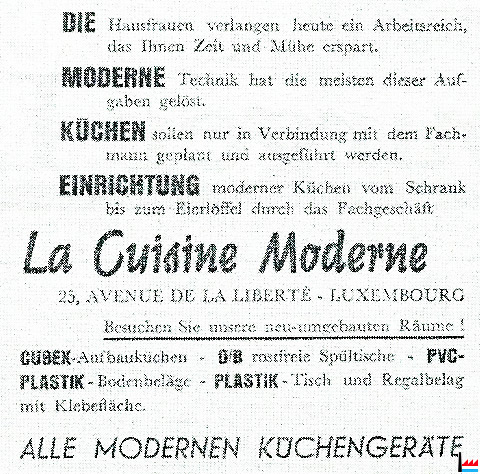 DIE Hausfrauen verlangen heute ein Arbeitsreich,
das Ihnen Zeit und Mühe erspart.
MODERNE Technik hat die meisten dieser Auf-
gaben gelöst.
KÜCHEN sollen nur in Verbindung mit dem Fach-
mann geplant und ausgeführt werden.
EINRICHTUNG moderner Küchen vom Schrank
bis zum Eierlöffel durch das Fachgeschäft
La Cuisine Moderne
25, AVENUE DE LA LIBERTÉ - LUXEMBOURG
Besuchen Sie unsere neu-umgebauten Räume !
GUBEK-Aufbauküchen - O/B rostfreie Spültische - PVC-
PLASTIK - Bodenbeläge - PLASTIK - Tisch und Regalbelag
mit Klebefläche.
ALLE MODERNEN KÜCHENGERÄTE